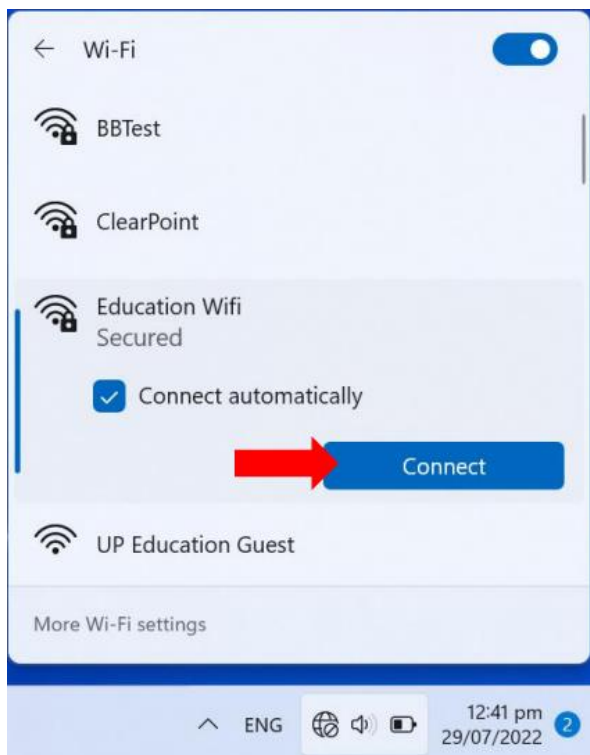 Wi-Fi
BBTest
ClearPoint
Education Wifi
Secured
Connect automatically
Connect
UP Education Guest
More Wi-Fi settings
ENG
12:41 pm
29/07/2022
2